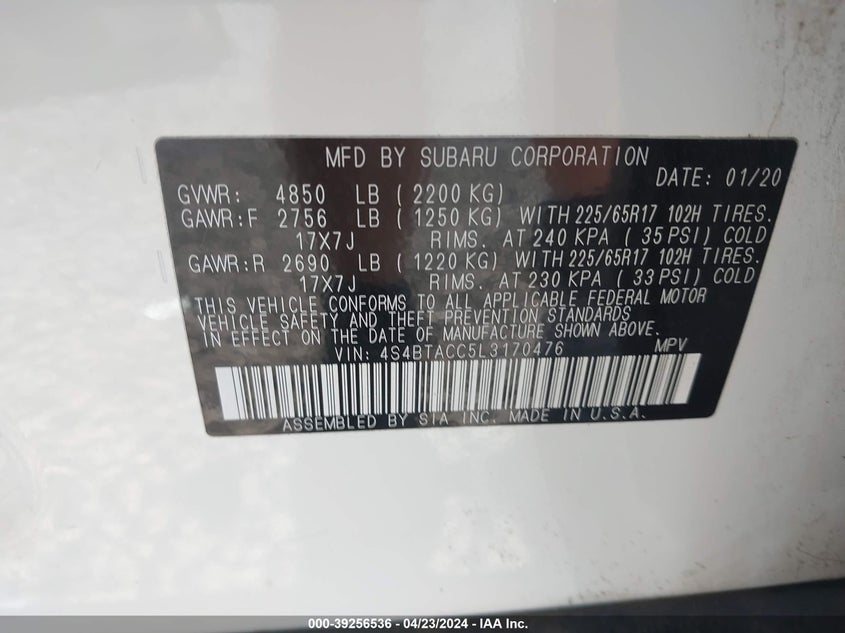 MFD BY SUBARU CORPORATION
DATE: 01/20
GVWR: 4850 LB (2200 KG)
GAWR:F 2756 LB (1250 KG) WITH 225/65R17 102H TIRES.
17X7J RIMS. AT 240 KPA (35 PSI) COLD
GAWR:R 2690 LB (1220 KG) WITH 225/65R17 102H TIRES.
17X7J RIMS. AT 230 KPA (33 PSI) COLD
THIS VEHICLE CONFORMS TO ALL APPLICABLE FEDERAL MOTOR
VEHICLE SAFETY AND THEFT PREVENTION STANDARDS
IN EFFECT ON THE DATE OF MANUFACTURE SHOWN ABOVE.
VIN: 4S4BTACC5L3170476 MPV
ASSEMBLED BY SIA INC. MADE IN U.S.A.
000-39256536 - 04/23/2024 - IAA Inc.